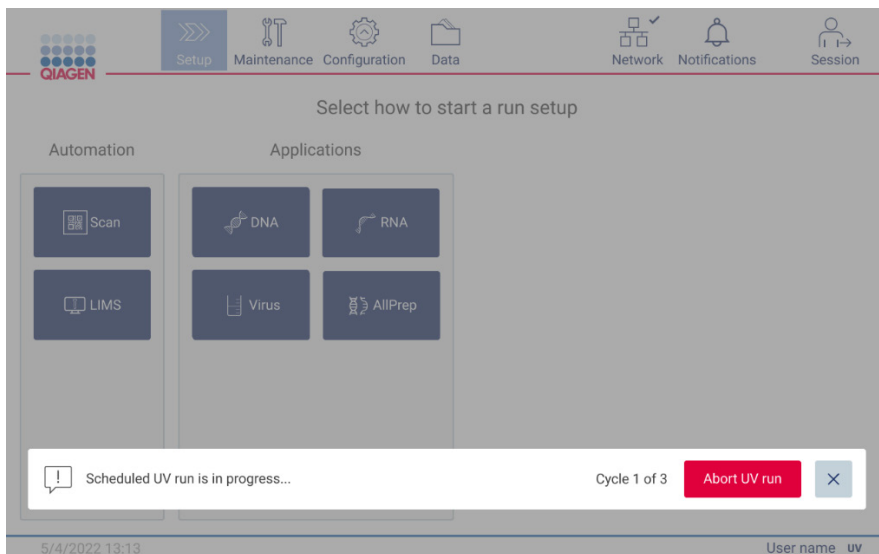 QIAGEN
Setup Maintenance Configuration Data Network Notifications Session
Select how to start a run setup
Automation Applications
Scan DNA RNA
LIMS Virus AllPrep
! Scheduled UV run is in progress... Cycle 1 of 3 Abort UV run
5/4/2022 13:13 User name UV